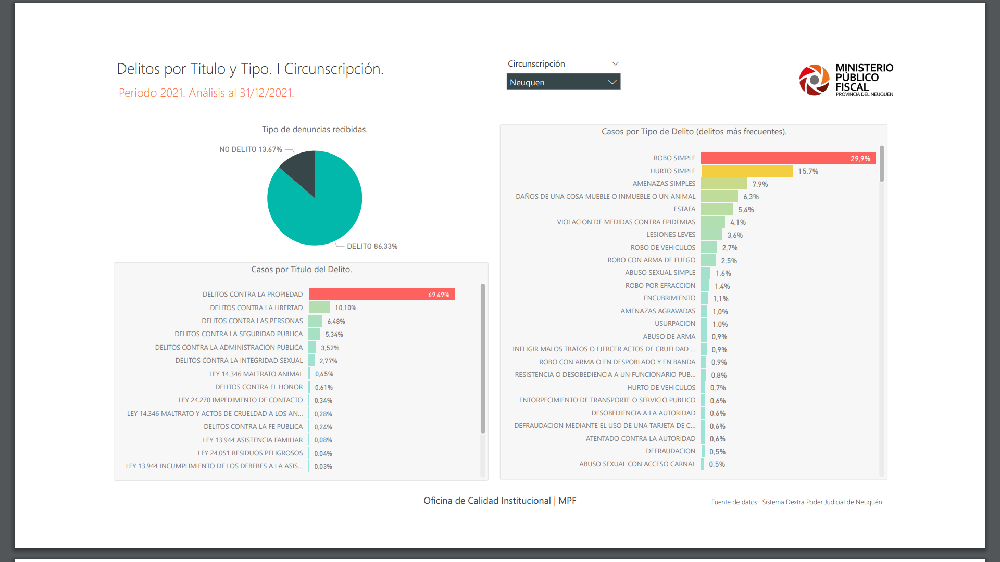 Delitos por Titulo y Tipo. I Circunscripción.
Periodo 2021. Análisis al 31/12/2021.
Circunscripción
Neuquen
MINISTERIO
PÚBLICO
FISCAL
PROVINCIA DEL NEUQUÉN
Tipo de denuncias recibidas.
NO DELITO 13,67%
DELITO 86,33%
Casos por Título del Delito.
DELITOS CONTRA LA PROPIEDAD 69,49%
DELITOS CONTRA LA LIBERTAD 10,10%
DELITOS CONTRA LAS PERSONAS 6,48%
DELITOS CONTRA LA SEGURIDAD PUBLICA 5,34%
DELITOS CONTRA LA ADMINISTRACION PUBLICA 3,52%
DELITOS CONTRA LA INTEGRIDAD SEXUAL 2,77%
LEY 14.346 MALTRATO ANIMAL 0,65%
DELITOS CONTRA EL HONOR 0,61%
LEY 24.270 IMPEDIMENTO DE CONTACTO 0,34%
LEY 14.346 MALTRATO Y ACTOS DE CRUELDAD A LOS AN... 0,28%
DELITOS CONTRA LA FE PUBLICA 0,24%
LEY 13.944 ASISTENCIA FAMILIAR 0,08%
LEY 24.051 RESIDUOS PELIGROSOS 0,04%
LEY 13.944 INCUMPLIMIENTO DE LOS DEBERES A LA ASIS... 0,03%
Casos por Tipo de Delito (delitos más frecuentes).
ROBO SIMPLE 29,9%
HURTO SIMPLE 15,7%
AMENAZAS SIMPLES 7,9%
DAÑOS DE UNA COSA MUEBLE O INMUEBLE O UN ANIMAL 6,3%
ESTAFA 5,4%
VIOLACION DE MEDIDAS CONTRA EPIDEMIAS 4,1%
LESIONES LEVES 3,6%
ROBO DE VEHICULOS 2,7%
ROBO CON ARMA DE FUEGO 2,5%
ABUSO SEXUAL SIMPLE 1,6%
ROBO POR EFRACCION 1,4%
ENCUBRIMIENTO 1,1%
AMENAZAS AGRAVADAS 1,0%
USURPACION 1,0%
ABUSO DE ARMA 0,9%
INFLIGIR MALOS TRATOS O EJERCER ACTOS DE CRUELDAD ... 0,9%
ROBO CON ARMA O EN DESPOBLADO Y EN BANDA 0,9%
RESISTENCIA O DESOBEDIENCIA A UN FUNCIONARIO PUB... 0,8%
HURTO DE VEHICULOS 0,7%
ENTORPECIMIENTO DE TRANSPORTE O SERVICIO PUBLICO 0,6%
DESOBEDIENCIA A LA AUTORIDAD 0,6%
DEFRAUDACION MEDIANTE EL USO DE UNA TARJETA DE C... 0,6%
ATENTADO CONTRA LA AUTORIDAD 0,6%
DEFRAUDACION 0,5%
ABUSO SEXUAL CON ACCESO CARNAL 0,5%
Oficina de Calidad Institucional | MPF
Fuente de datos: Sistema Dextra Poder Judicial de Neuquén.